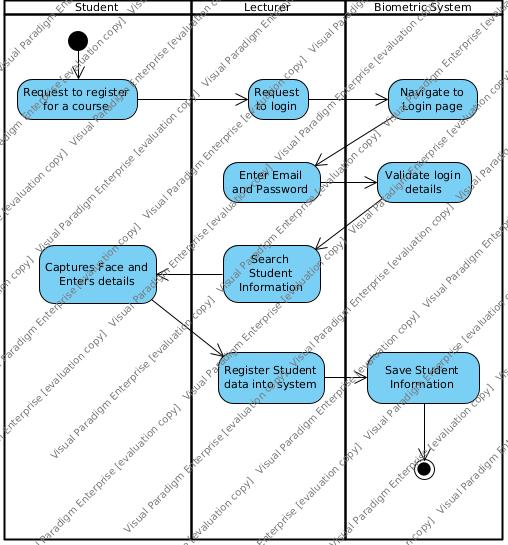 Student
Lecturer
Biometric System
Request to register
for a course
Request
to login
Navigate to
Login page
Enter Email
and Password
Validate login
details
Captures Face and
Enters details
Search
Student
Information
Register Student
data into system
Save Student
Information
Visual Paradigm Enterprise [evaluation copy]